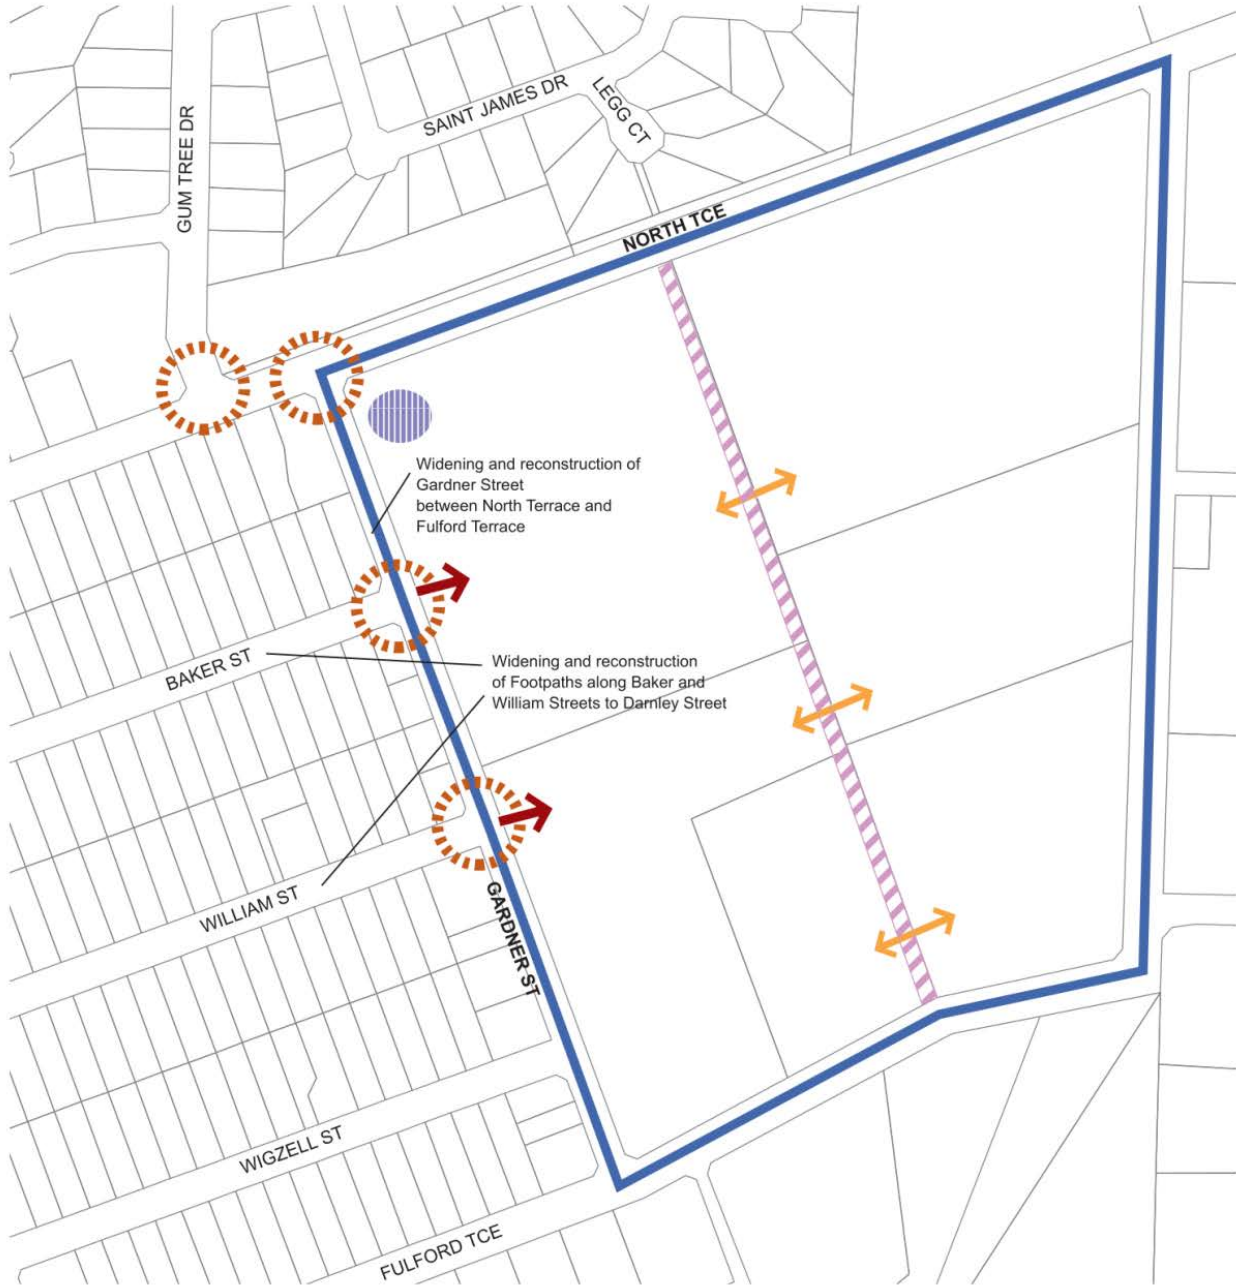 SAINT JAMES DR
LEGG CT
GUM TREE DR
NORTH TCE
Widening and reconstruction of
Gardner Street
between North Terrace and
Fulford Terrace
BAKER ST
Widening and reconstruction
of Footpaths along Baker and
William Streets to Darnley Street
WILLIAM ST
GARDNER ST
WIGZELL ST
FULFORD TCE